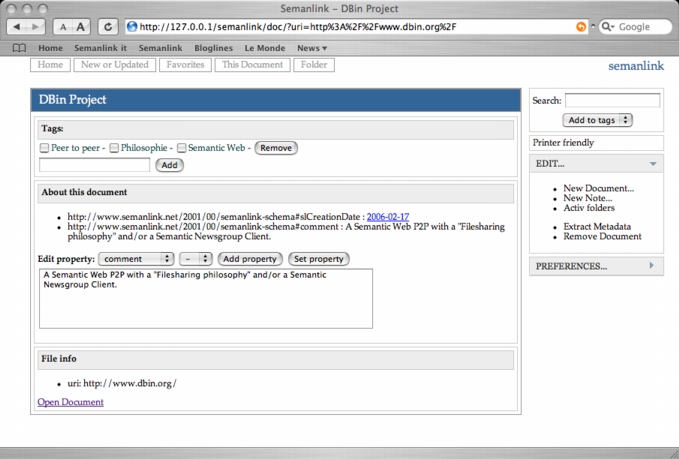 Semanlink – DBin Project
A A C http://127.0.0.1/semanlink/doc/?uri=http%3A%2F%2Fwww.dbin.org%2F Google
Home Semanlink it Semanlink Bloglines Le Monde News
Home New or Updated Favorites This Document Folder semanlink
DBin Project
Tags:
Peer to peer - Philosophie - Semantic Web - Remove
Add
About this document
http://www.semanlink.net/2001/00/semanlink-schema#slCreationDate : 2006-02-17
http://www.semanlink.net/2001/00/semanlink-schema#comment : A Semantic Web P2P with a "Filesharing
philosophy" and/or a Semantic Newsgroup Client.
Edit property: comment – Add property Set property
A Semantic Web P2P with a "Filesharing philosophy" and/or a Semantic
Newsgroup Client.
File info
uri: http://www.dbin.org/
Open Document
Search:
Add to tags
Printer friendly
EDIT...
New Document...
New Note...
Activ folders
Extract Metadata
Remove Document
PREFERENCES...